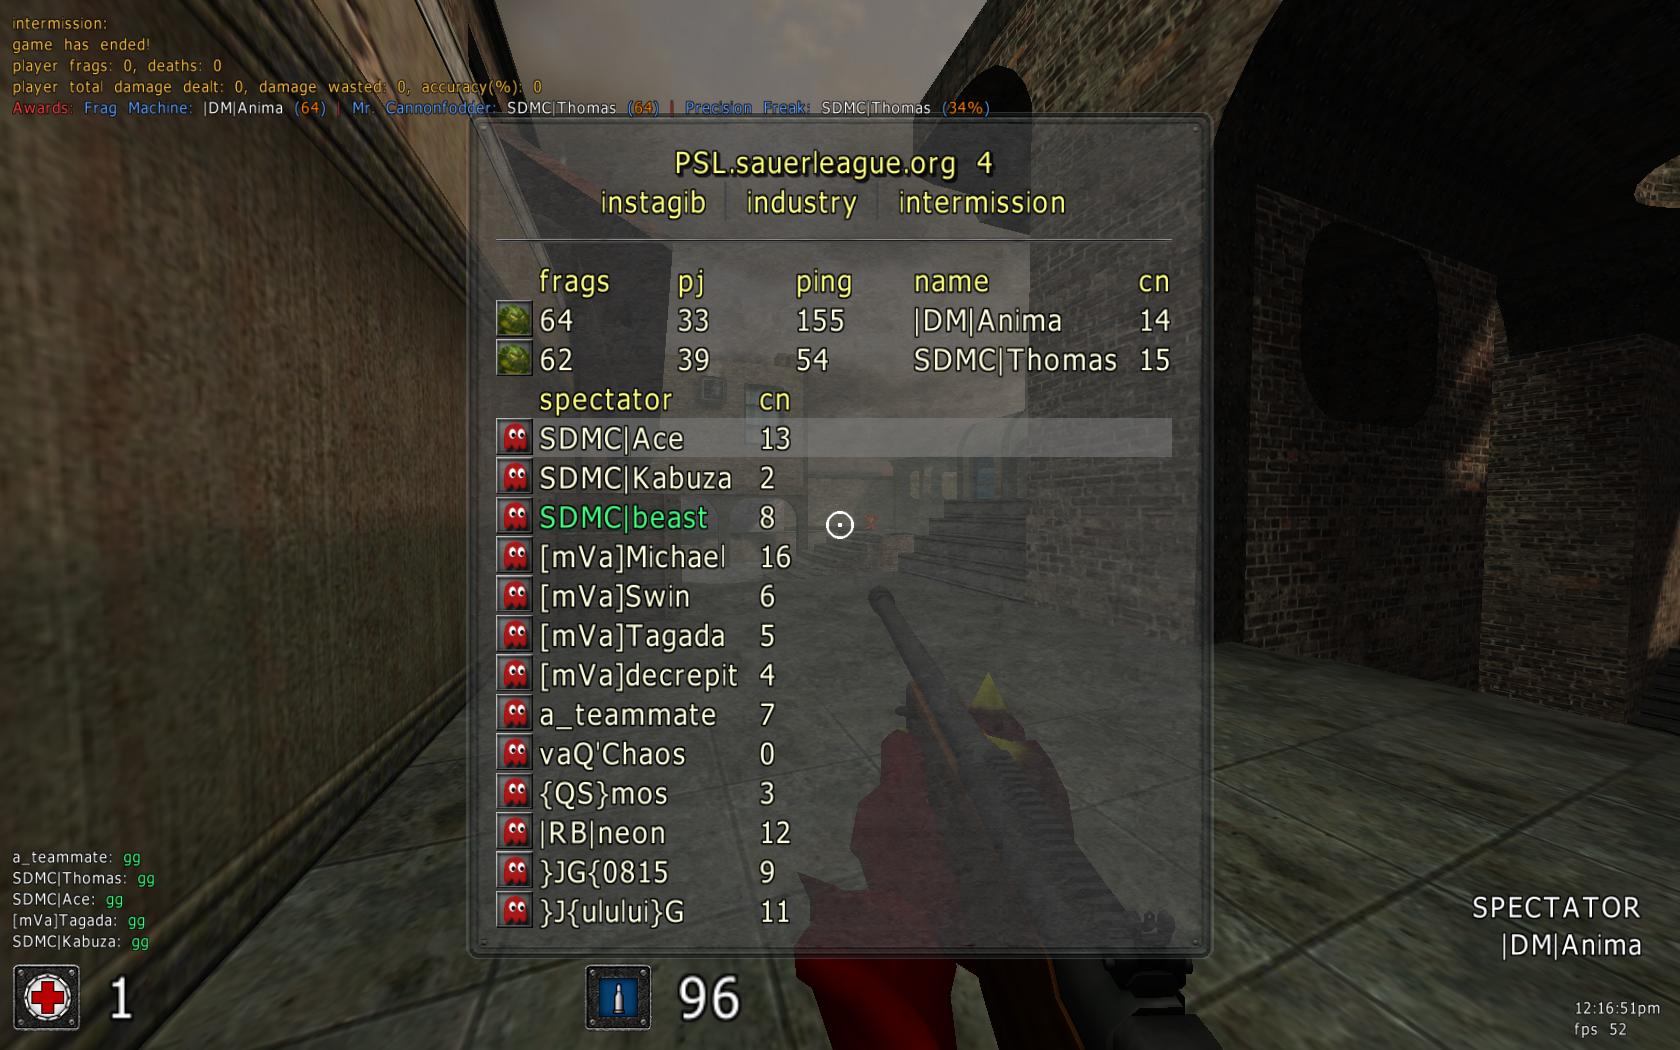 intermission:
game has ended!
player frags: 0, deaths: 0
player total damage dealt: 0, damage wasted: 0, accuracy(%): 0
Awards: Frag Machine: |DM|Anima (64) | Mr. Cannonfodder: SDMC|Thomas (64) | Precision Freak: SDMC|Thomas (34%)
PSL.sauerleague.org 4
instagib industry intermission
frags pj ping name cn
64 33 155 |DM|Anima 14
62 39 54 SDMC|Thomas 15
spectator cn
SDMC|Ace 13
SDMC|Kabuza 2
SDMC|beast 8
[mVa]Michael 16
[mVa]Swin 6
[mVa]Tagada 5
[mVa]decrepit 4
a_teammate 7
vaQ'Chaos 0
{QS}mos 3
|RB|neon 12
}JG{0815 9
}J{ulului}G 11
a_teammate: gg
SDMC|Thomas: gg
SDMC|Ace: gg
[mVa]Tagada: gg
SDMC|Kabuza: gg
1
96
SPECTATOR
|DM|Anima
12:16:51pm
fps 52